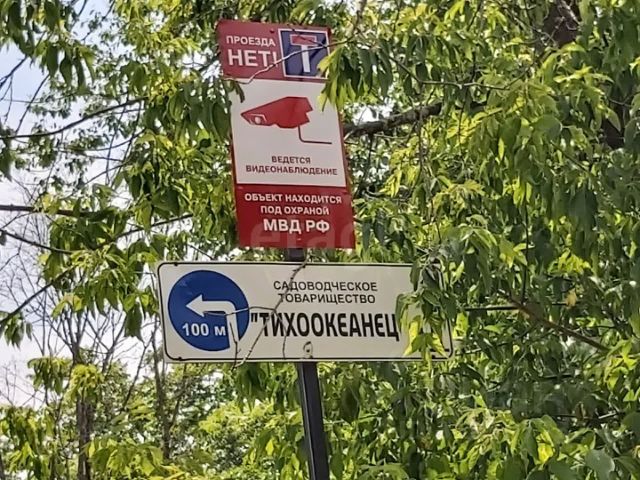 ПРОЕЗДА
НЕТ!
ВЕДЕТСЯ
ВИДЕОНАБЛЮДЕНИЕ
ОБЪЕКТ НАХОДИТСЯ
ПОД ОХРАНОЙ
МВД РФ
САДОВОДЧЕСКОЕ
ТОВАРИЩЕСТВО
100 м
"ТИХООКЕАНЕЦ